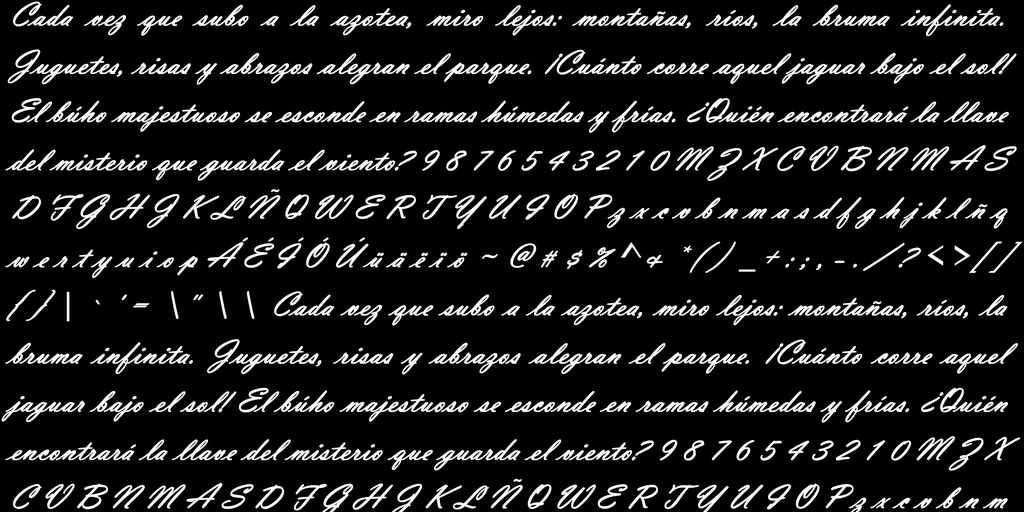 Cada vez que subo a la azotea, miro lejos: montañas, ríos, la bruma infinita.
Juguetes, risas y abrazos alegran el parque. ¡Cuánto corre aquel jaguar bajo el sol!
El búho majestuoso se esconde en ramas húmedas y frías. ¿Quién encontrará la llave
del misterio que guarda el viento? 9 8 7 6 5 4 3 2 1 0 M Z X C V B N M A S
D F G H J K L Ñ Q W E R T Y U I O P z x c v b n m a s d f g h j k l ñ q
w e r t y u i o p Á É Í Ó Ú ü ä ë ï ö ~ @ # $ % ^ & * ( ) _ + : ; , - . / ? < > [ ]
{ } | ` ' = \ " \ \ Cada vez que subo a la azotea, miro lejos: montañas, ríos, la
bruma infinita. Juguetes, risas y abrazos alegran el parque. ¡Cuánto corre aquel
jaguar bajo el sol! El búho majestuoso se esconde en ramas húmedas y frías. ¿Quién
encontrará la llave del misterio que guarda el viento? 9 8 7 6 5 4 3 2 1 0 M Z X
C V B N M A S D F G H J K L Ñ Q W E R T Y U I O P z x c v b n m